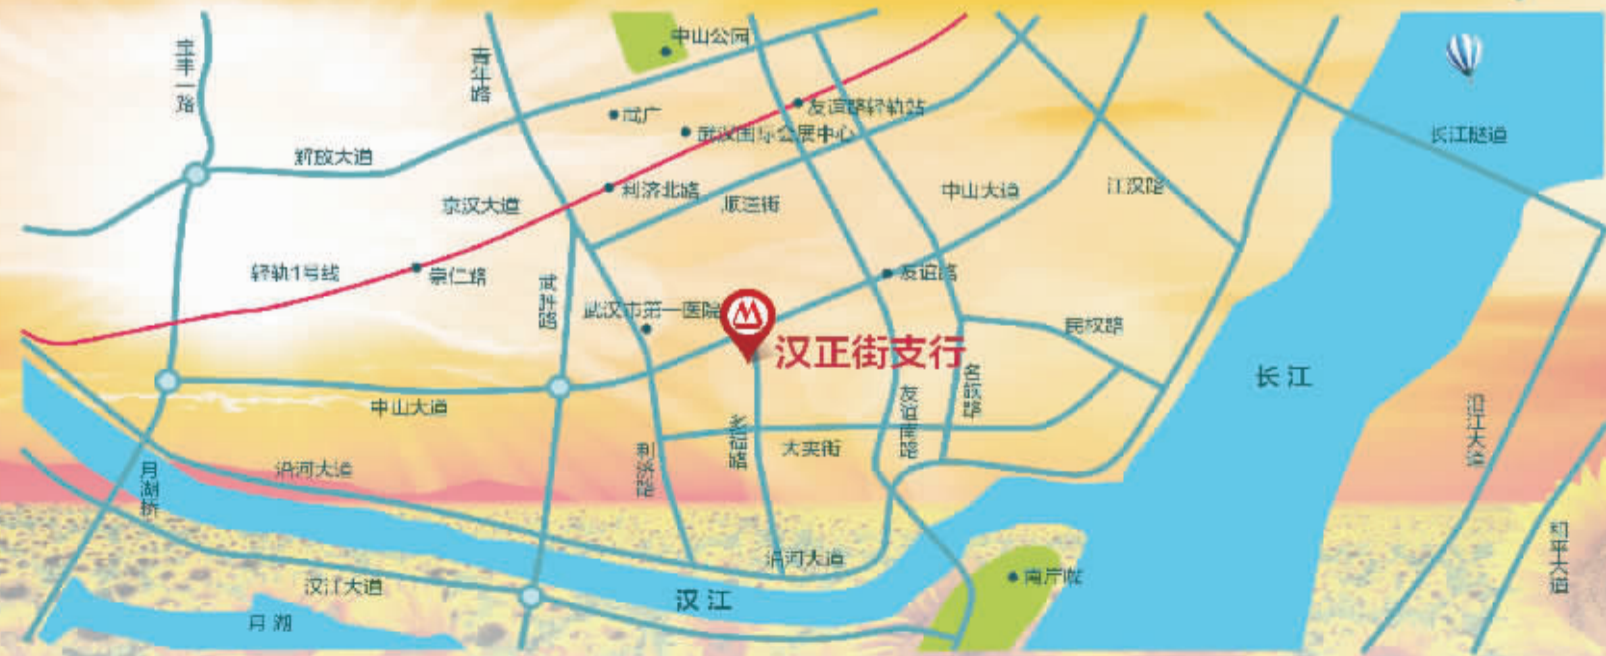 中山公园
宝丰一路
青年路
武广
友谊路轻轨站
武汉国际会展中心
长江隧道
解放大道
利济北路
京汉大道
顺道街
中山大道
江汉路
轻轨1号线
崇仁路
友谊路
武胜路
武汉市第一医院
民权路
汉正街支行
长江
中山大道
友谊南路
多福路
大夹街
沿江大道
利济路
月湖桥
沿河大道
沿河大道
和平大道
汉江大道
汉江
南岸嘴
月湖